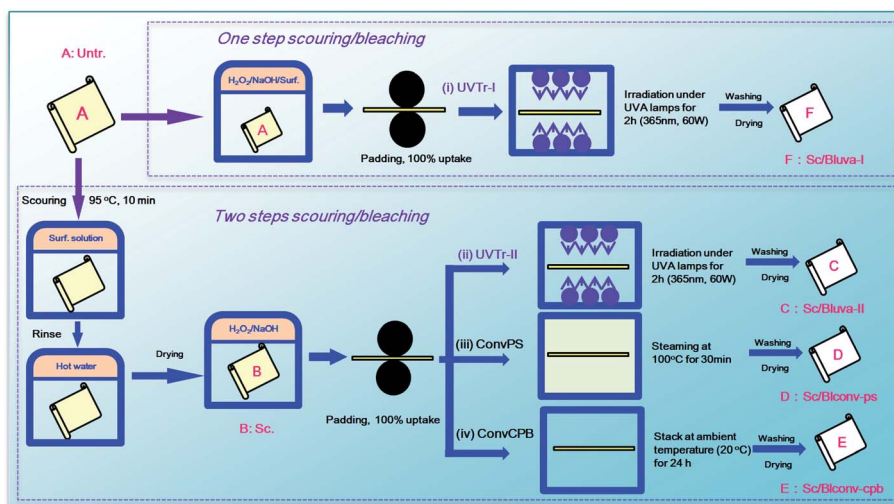 One step scouring/bleaching
A: Untr.
A
H₂O₂/NaOH/Surf.
A
Padding, 100% uptake
(i) UVTr-I
Irradiation under
UVA lamps for
2h (365nm, 60W)
Washing
Drying
F
F : Sc/Bluva-I
Scouring
95 ºC, 10 min
Two steps scouring/bleaching
Surf. solution
Rinse
Hot water
Drying
H₂O₂/NaOH
B
B: Sc.
Padding, 100% uptake
(ii) UVTr-II
Irradiation under
UVA lamps for
2h (365nm, 60W)
Washing
Drying
C
C : Sc/Bluva-II
(iii) ConvPS
Steaming at
100ºC for 30min
Washing
Drying
D
D : Sc/Blconv-ps
(iv) ConvCPB
Stack at ambient
temperature (20 ºC)
for 24 h
Washing
Drying
E
E : Sc/Blconv-cpb